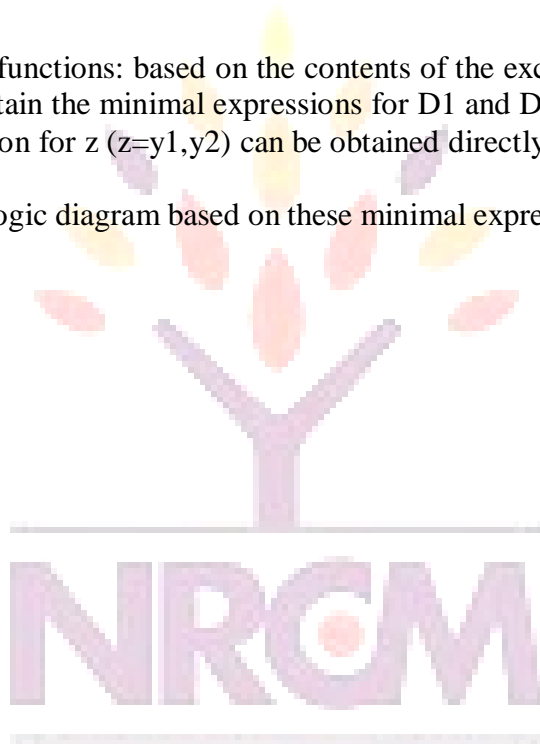 functions: based on the contents of the exc
tain the minimal expressions for D1 and D
on for z (z=y1,y2) can be obtained directly
ogic diagram based on these minimal expre
NRCM